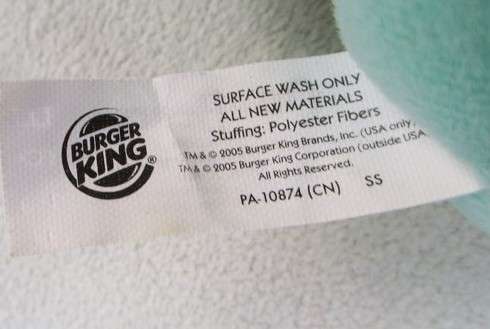 BURGER
KING®
SURFACE WASH ONLY
ALL NEW MATERIALS
Stuffing: Polyester Fibers
TM & © 2005 Burger King Brands, Inc. (USA only)
TM & © 2005 Burger King Corporation (outside USA
All Rights Reserved.
PA-10874 (CN) SS